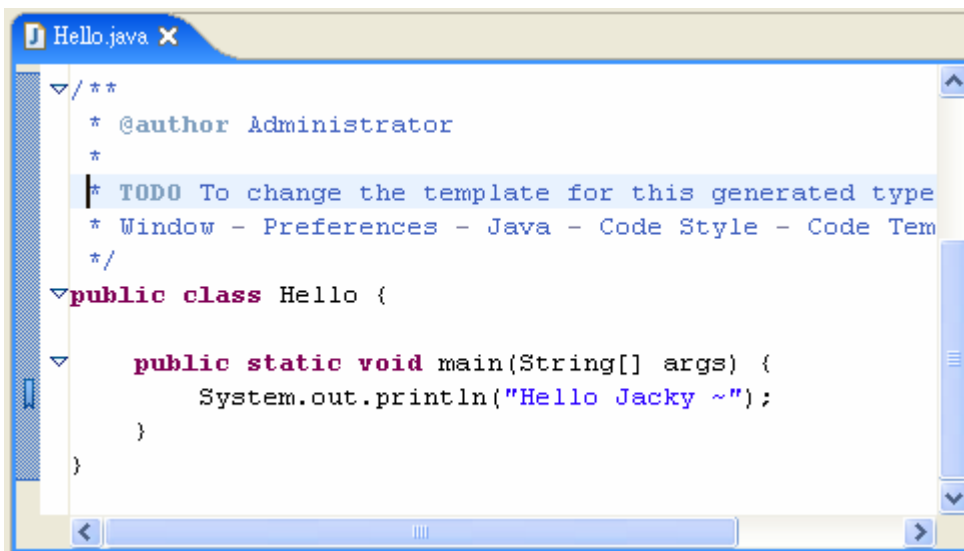 Hello.java
/**
* @author Administrator
*
* TODO To change the template for this generated type
* Window - Preferences - Java - Code Style - Code Tem
*/
public class Hello {
public static void main(String[] args) {
System.out.println("Hello Jacky ~");
}
}